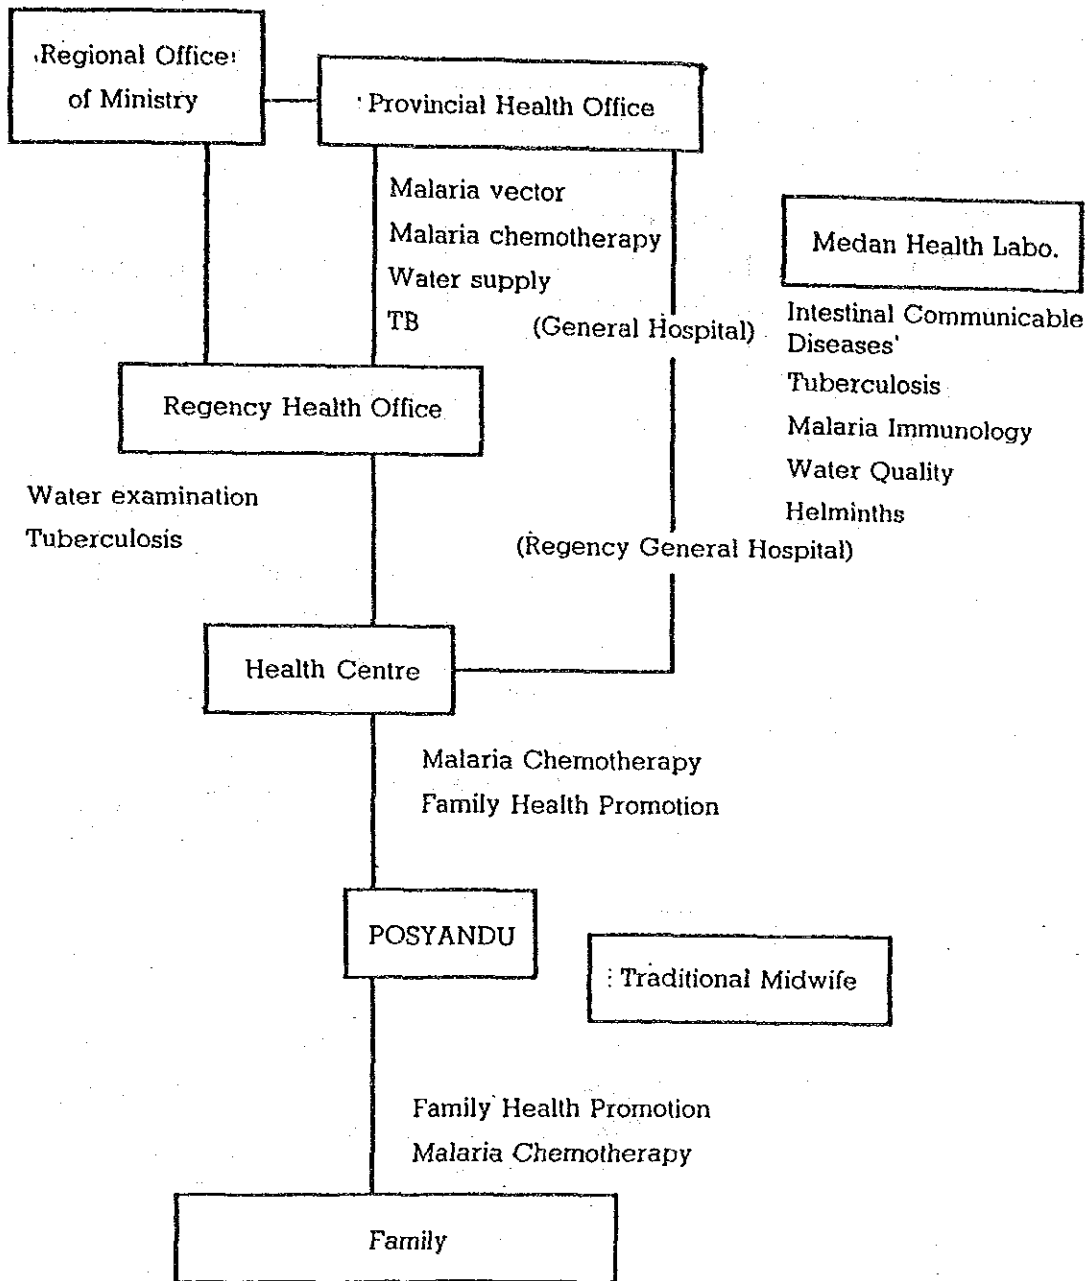 Regional Office
of Ministry
Provincial Health Office
Malaria vector
Malaria chemotherapy
Water supply
TB
(General Hospital)
Medan Health Labo.
Intestinal Communicable
Diseases'
Tuberculosis
Malaria Immunology
Water Quality
Helminths
Regency Health Office
Water examination
Tuberculosis
(Regency General Hospital)
Health Centre
Malaria Chemotherapy
Family Health Promotion
POSYANDU
Traditional Midwife
Family Health Promotion
Malaria Chemotherapy
Family